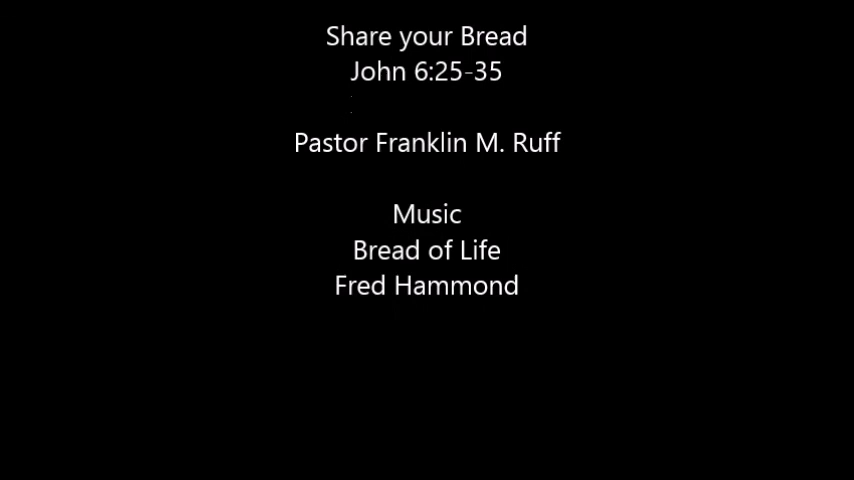 Share your Bread
John 6:25-35
Pastor Franklin M. Ruff
Music
Bread of Life
Fred Hammond